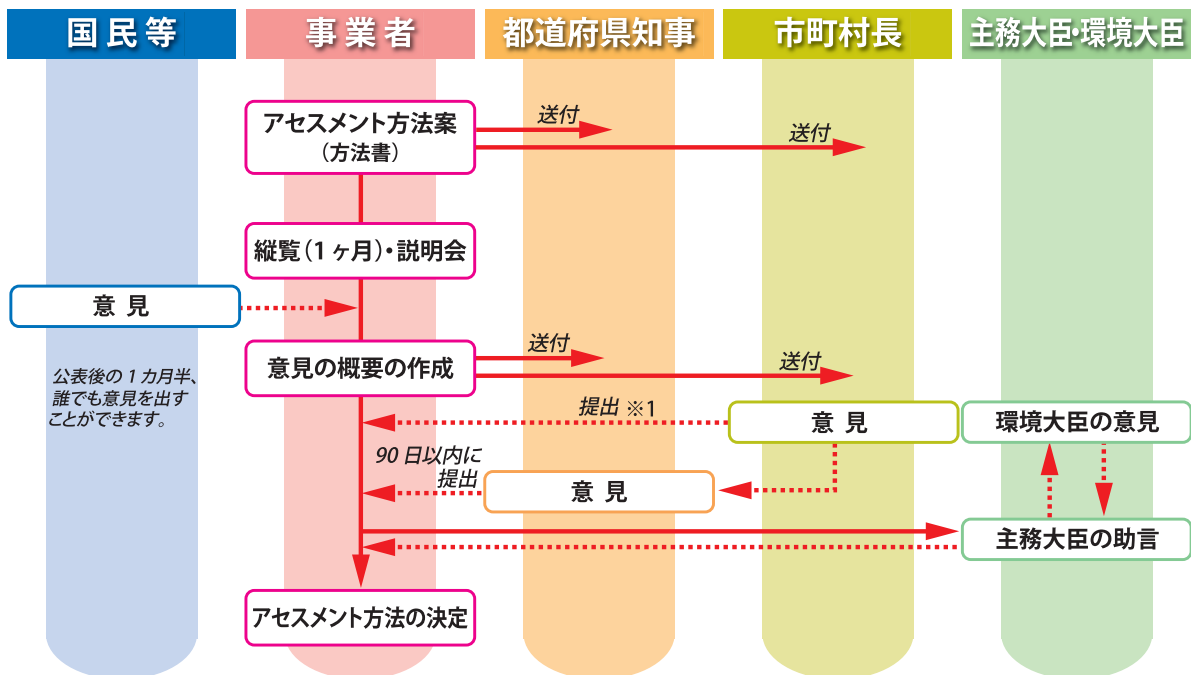 国民等
事業者
都道府県知事
市町村長
主務大臣・環境大臣
アセスメント方法案
（方法書）
送付
送付
縦覧（1ヶ月）・説明会
意見
意見の概要の作成
送付
送付
公表後の1カ月半、
誰でも意見を出す
ことができます。
提出 ※1
意見
環境大臣の意見
90日以内に
提出
意見
主務大臣の助言
アセスメント方法の決定